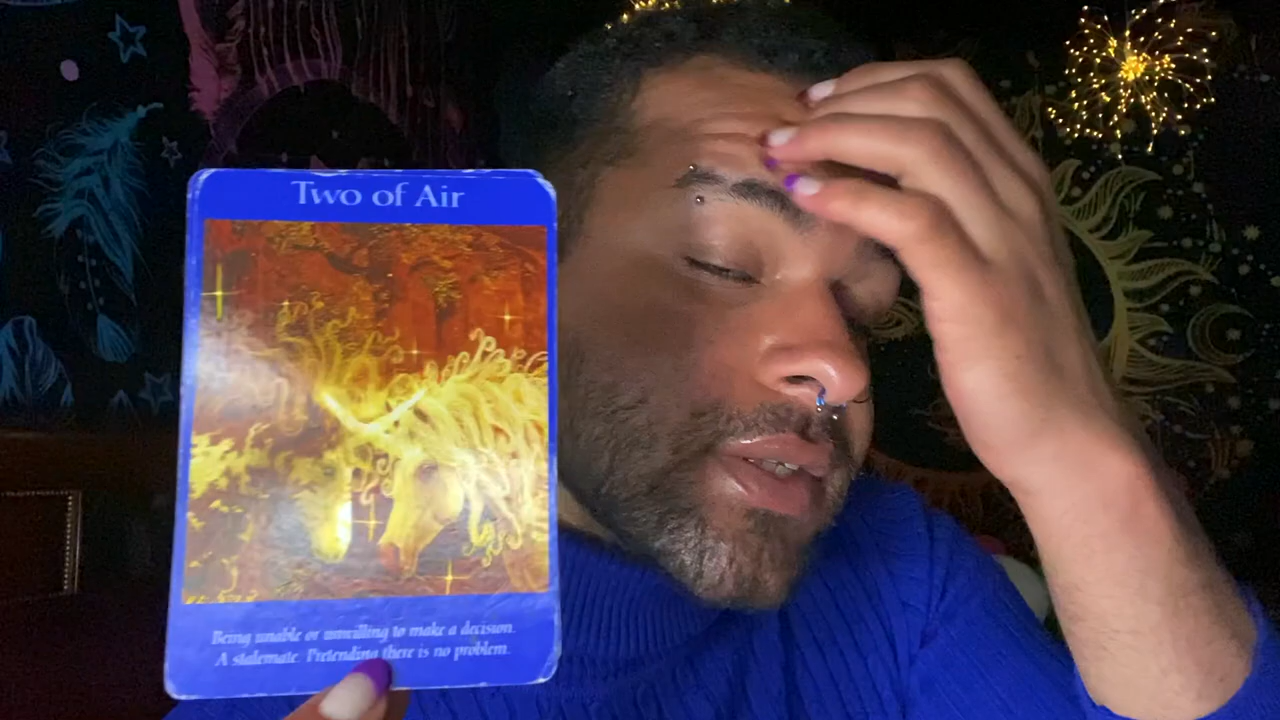 Two of Air
Being unable or unwilling to make a decision.
A stalemate. Pretending there is no problem.